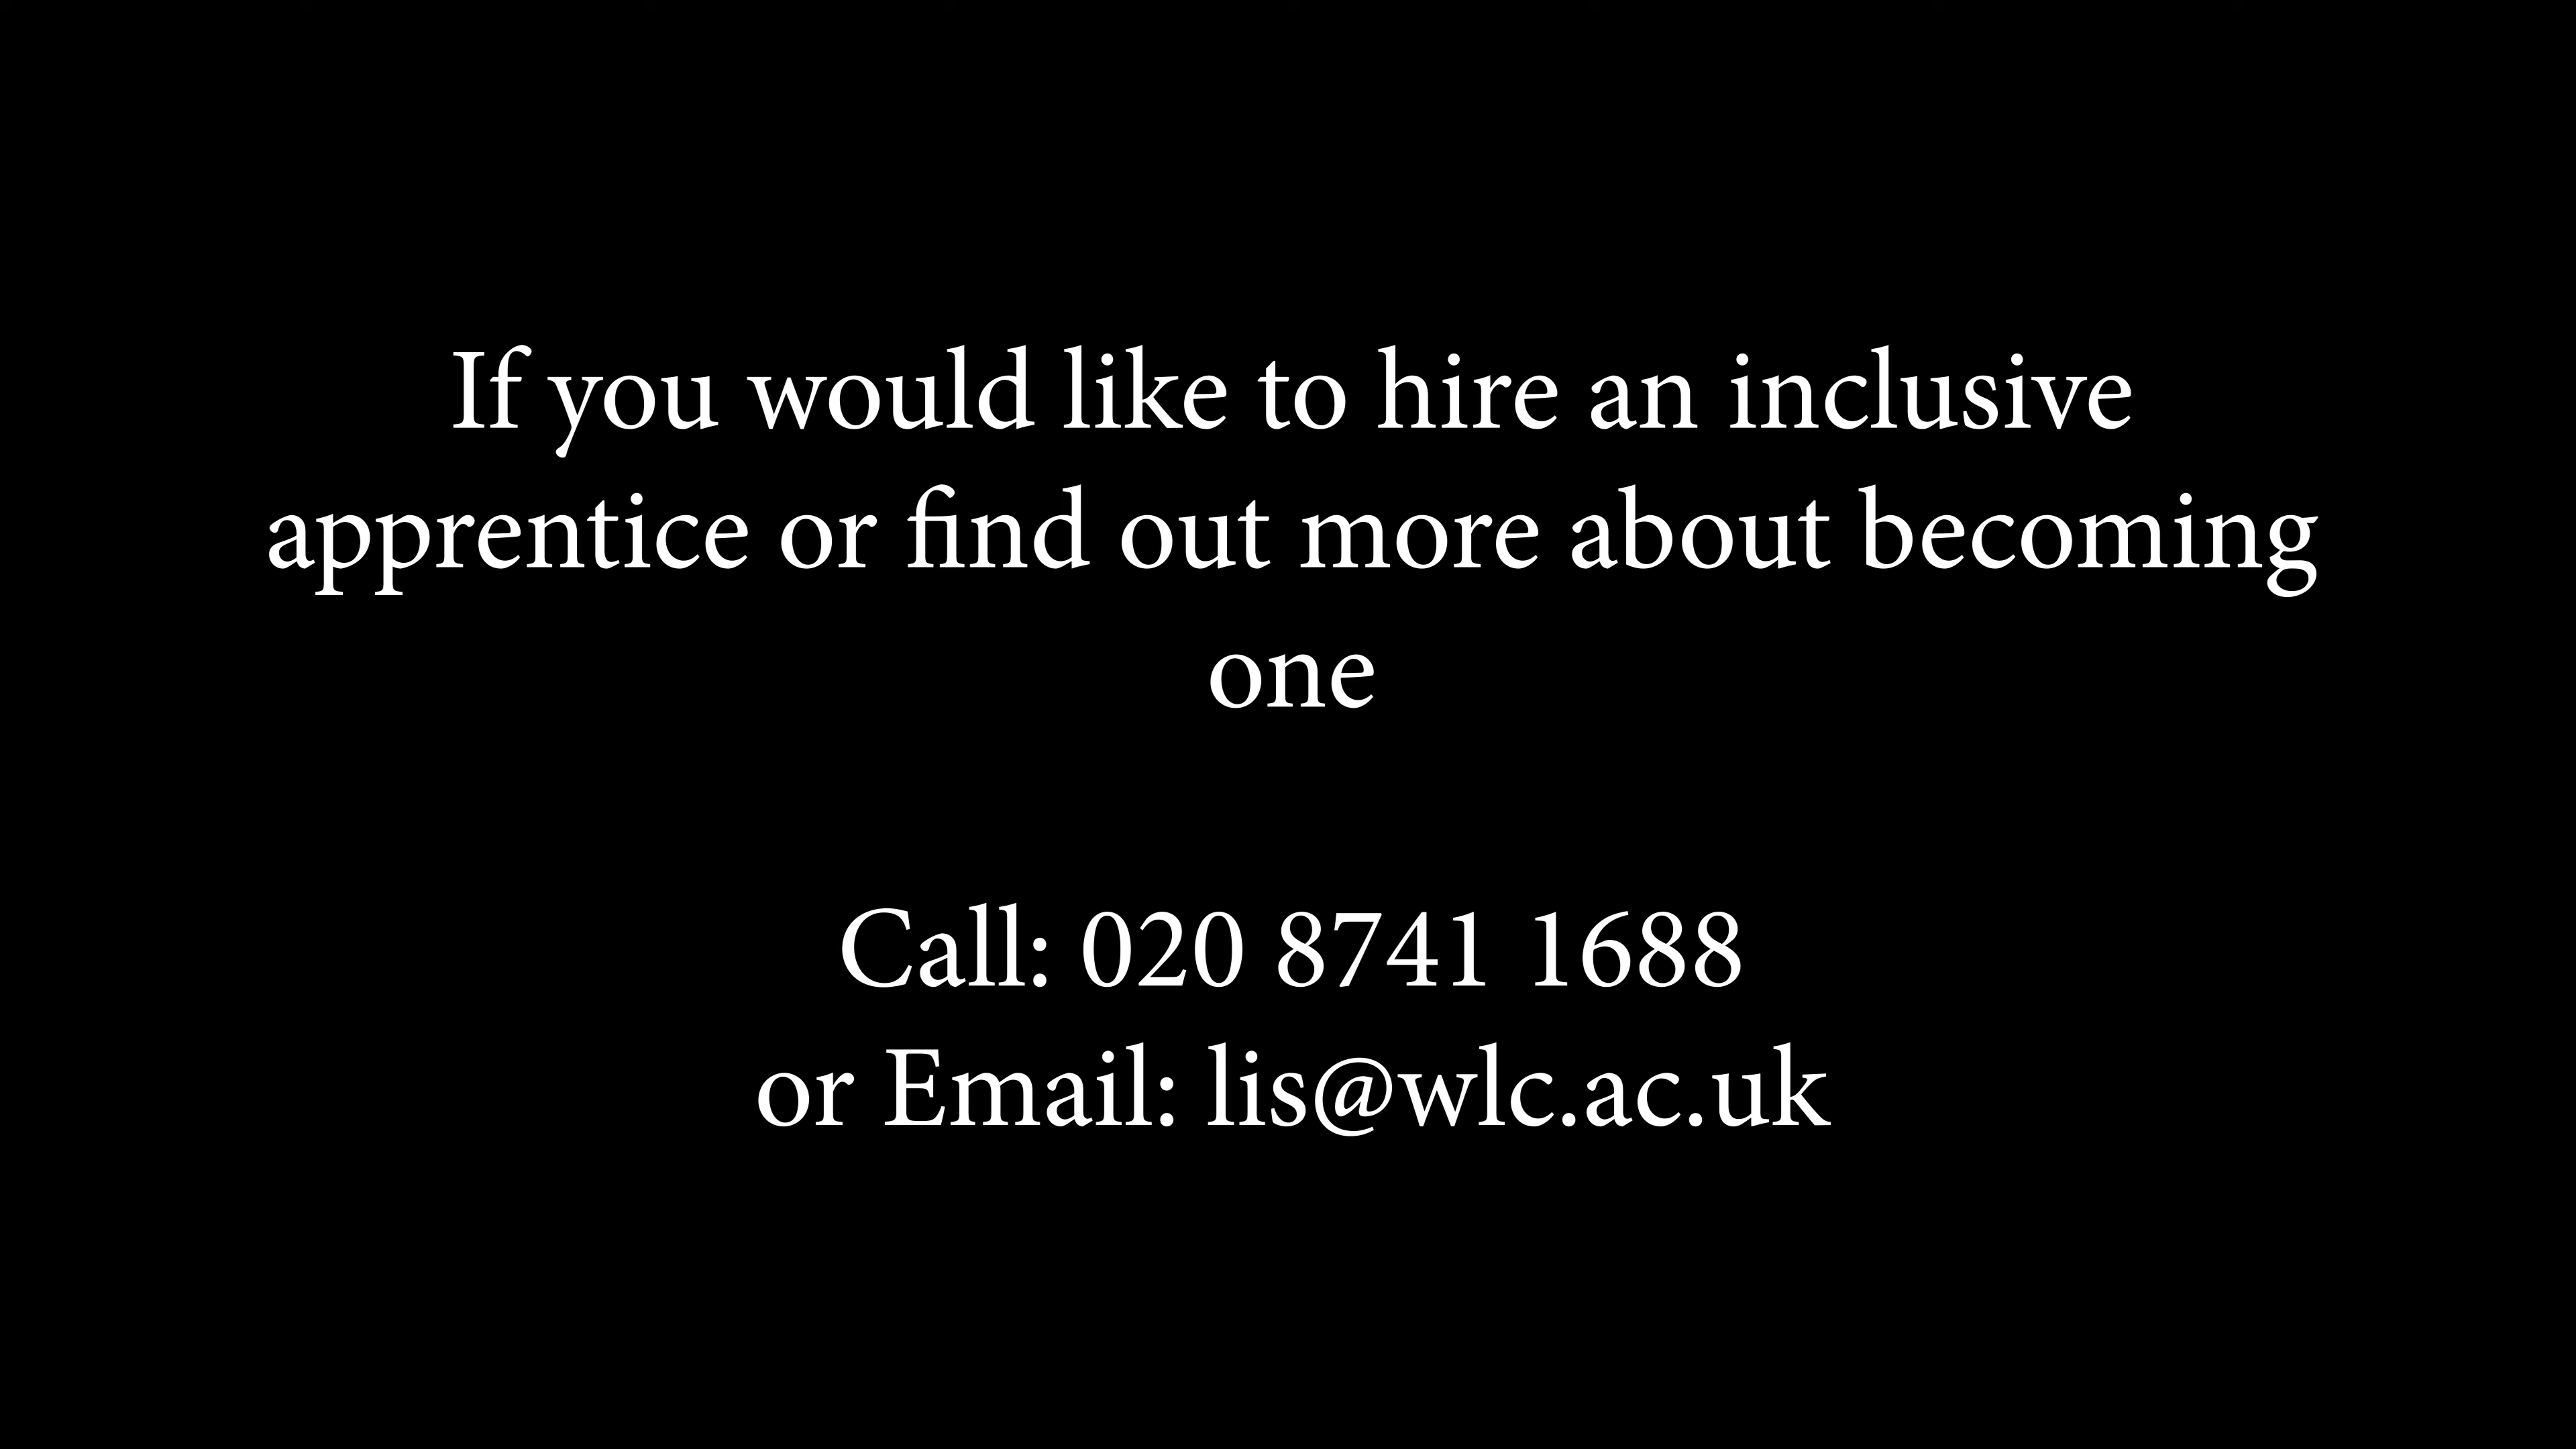 If you would like to hire an inclusive
apprentice or find out more about becoming
one
Call: 020 8741 1688
or Email: lis@wlc.ac.uk